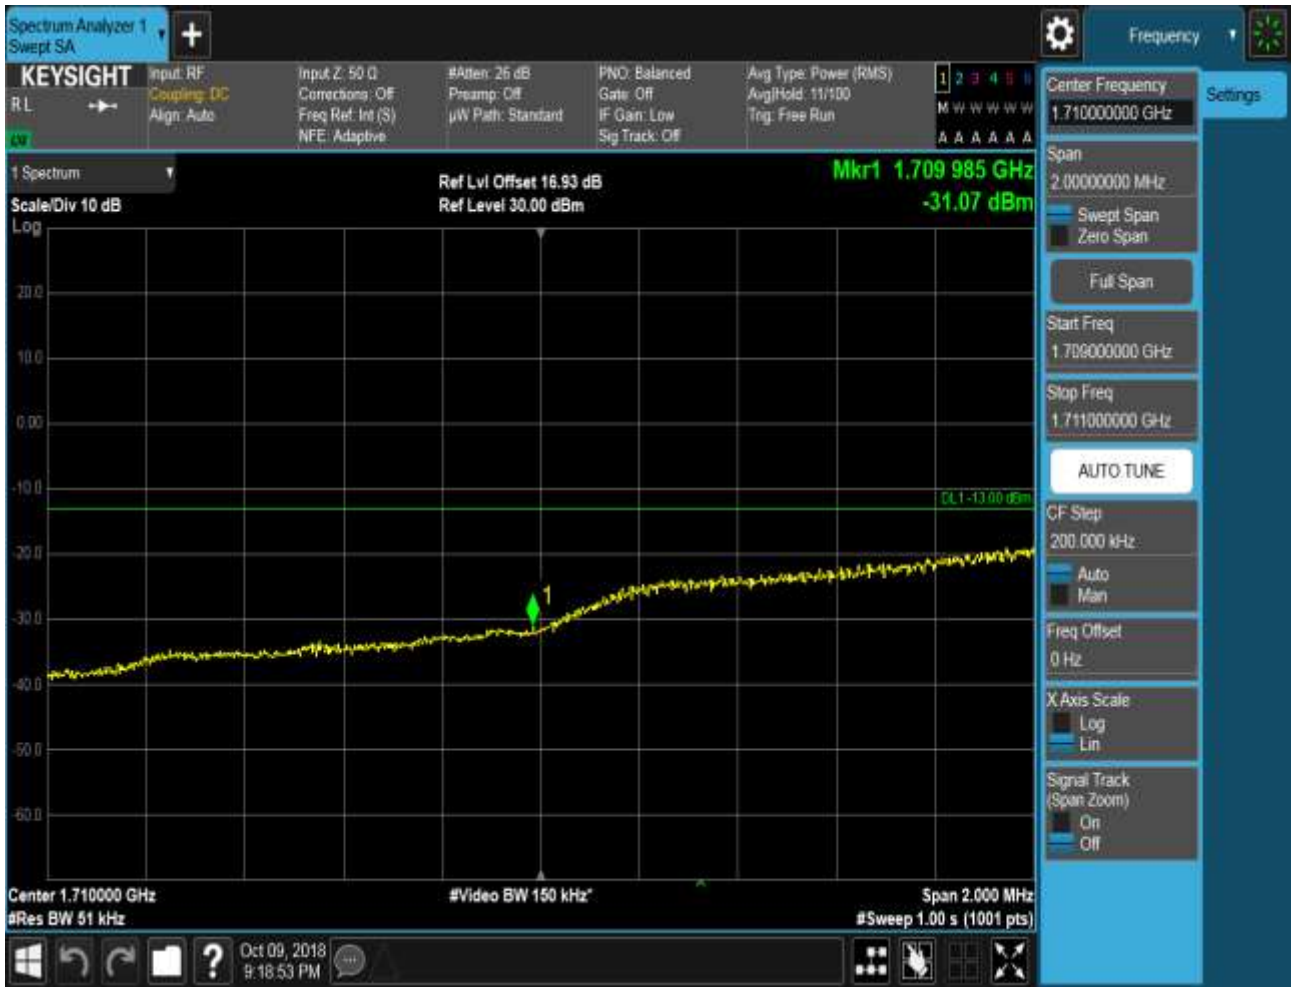 Spectrum Analyzer 1
Swept SA
+
Frequency
KEYSIGHT
RL
Input: RF
Coupling: DC
Align: Auto
Input Z: 50 Ω
Corrections: Off
Freq Ref: Int (S)
NFE: Adaptive
#Atten: 26 dB
Preamp: Off
µW Path: Standard
PNO: Balanced
Gate: Off
IF Gain: Low
Sig Track: Off
Avg Type: Power (RMS)
Avg|Hold: 11/100
Trig: Free Run
1 2 3 4 5 6
M W W W W W
A A A A A A
1 Spectrum
Scale/Div 10 dB
Log
Ref Lvl Offset 16.93 dB
Ref Level 30.00 dBm
Mkr1 1.709 985 GHz
-31.07 dBm
20.0
10.0
0.00
-10.0
-20.0
-30.0
-40.0
-50.0
-60.0
DL1 -13.00 dBm
1
Center 1.710000 GHz
#Res BW 51 kHz
#Video BW 150 kHz*
Span 2.000 MHz
#Sweep 1.00 s (1001 pts)
Center Frequency
1.710000000 GHz
Settings
Span
2.00000000 MHz
Swept Span
Zero Span
Full Span
Start Freq
1.709000000 GHz
Stop Freq
1.711000000 GHz
AUTO TUNE
CF Step
200.000 kHz
Auto
Man
Freq Offset
0 Hz
X Axis Scale
Log
Lin
Signal Track
(Span Zoom)
On
Off
?
Oct 09, 2018
9:18:53 PM